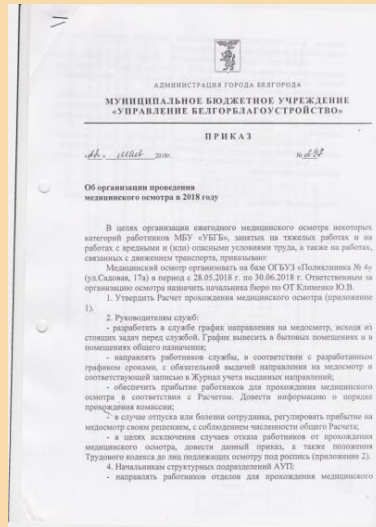 АДМИНИСТРАЦИЯ ГОРОДА БЕЛГОРОДА
МУНИЦИПАЛЬНОЕ БЮДЖЕТНОЕ УЧРЕЖДЕНИЕ
«УПРАВЛЕНИЕ БЕЛГОРБЛАГОУСТРОЙСТВО»
ПРИКАЗ
мая 2018г. №
Об организации проведения
медицинского осмотра в 2018 году
В целях организации ежегодного медицинского осмотра некоторых
категорий работников МБУ «УБГБ», занятых на тяжелых работах и на
работах с вредными и (или) опасными условиями труда, а также на работах,
связанных с движением транспорта, приказываю:
Медицинский осмотр организовать на базе ОГБУЗ «Поликлиника № 4»
(ул.Садовая, 17а) в период с 28.05.2018 г. по 30.06.2018 г. Ответственным за
организацию осмотра назначить начальника бюро по ОТ Клименко Ю.В.
1. Утвердить Расчет прохождения медицинского осмотра (приложение
1).
2. Руководителям служб:
- разработать в службе график направления на медосмотр, исходя из
стоящих задач перед службой. График вывесить в бытовых помещениях и в
помещениях общего назначения;
- направлять работников службы, в соответствии с разработанным
графиком сроками, с обязательной выдачей направления на медосмотр и
соответствующей записью в Журнал учета выданных направлений;
- обеспечить прибытие работников для прохождения медицинского
осмотра в соответствии с Расчетом. Довести информацию о порядке
прохождения комиссии;
- в случае отпуска или болезни сотрудника, регулировать прибытие на
медосмотр своим решением, с соблюдением численности общего Расчета;
- в целях исключения случаев отказа работников от прохождения
медицинского осмотра, довести данный приказ, а также положения
Трудового кодекса до лиц подлежащих осмотру под роспись (приложение 2).
4. Начальникам структурных подразделений АУП:
- направлять работников отделов для прохождения медицинского